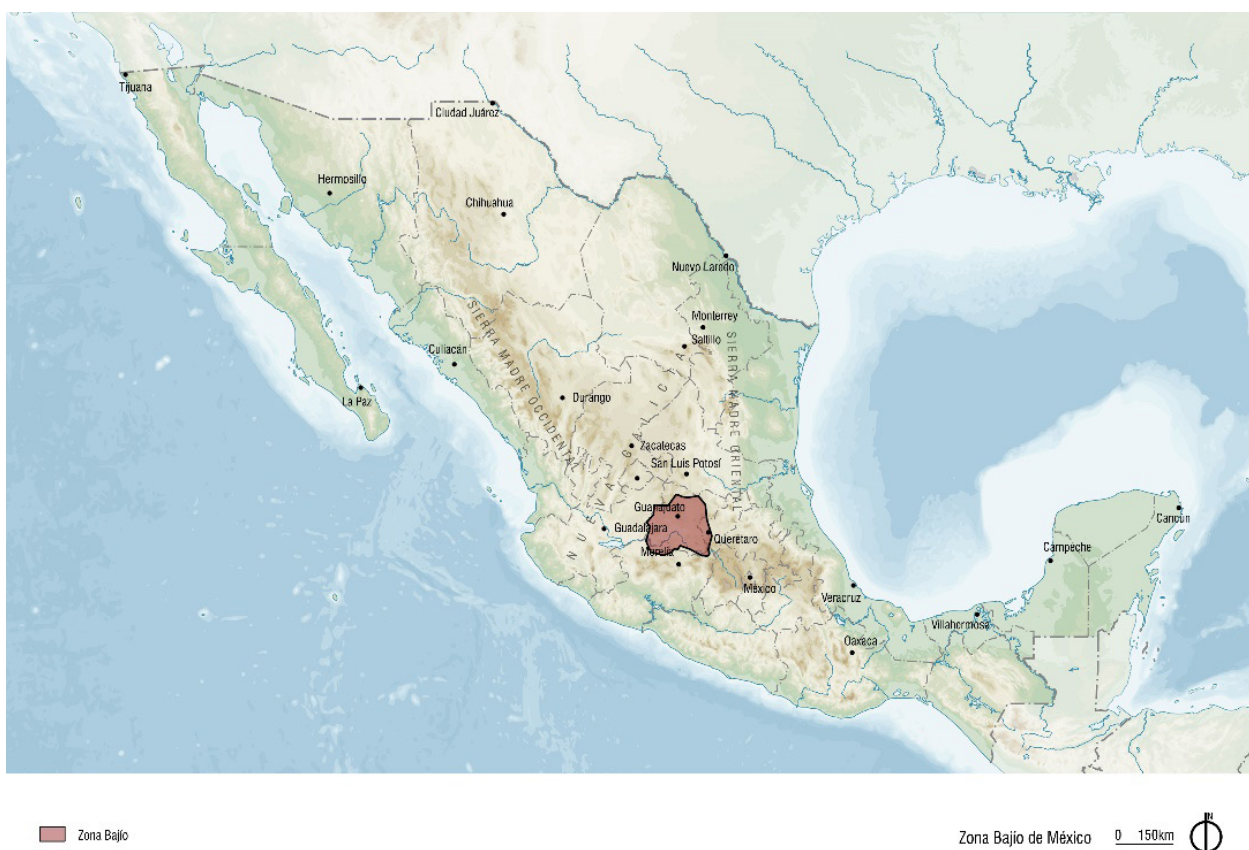 Tijuana
Ciudad Juárez
Hermosillo
Chihuahua
Nuevo Laredo
Monterrey
Saltillo
SIERRA MADRE OCCIDENTAL
SIERRA MADRE ORIENTAL
Culiacán
La Paz
Durango
NUEVA GALICIA
Zacatecas
San Luis Potosí
Guanajuato
Guadalajara
Querétaro
Morelia
México
Veracruz
Oaxaca
Villahermosa
Campeche
Cancún
Zona Bajío
Zona Bajío de México
0 150km
N